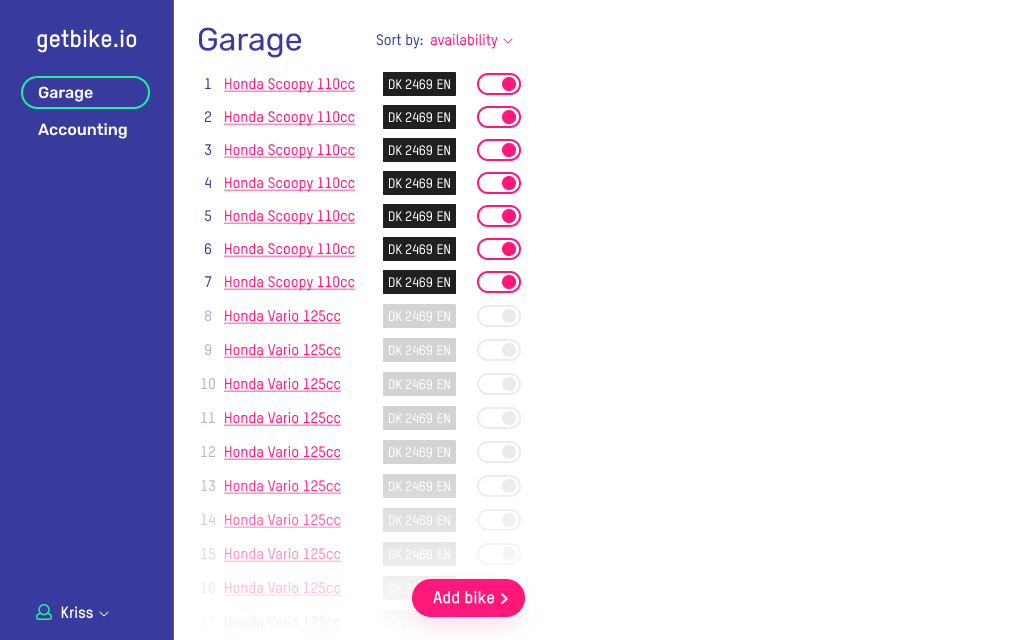 getbike.io
Garage
Accounting
Kriss
Garage
Sort by: availability
1 Honda Scoopy 110cc DK 2469 EN
2 Honda Scoopy 110cc DK 2469 EN
3 Honda Scoopy 110cc DK 2469 EN
4 Honda Scoopy 110cc DK 2469 EN
5 Honda Scoopy 110cc DK 2469 EN
6 Honda Scoopy 110cc DK 2469 EN
7 Honda Scoopy 110cc DK 2469 EN
8 Honda Vario 125cc DK 2469 EN
9 Honda Vario 125cc DK 2469 EN
10 Honda Vario 125cc DK 2469 EN
11 Honda Vario 125cc DK 2469 EN
12 Honda Vario 125cc DK 2469 EN
13 Honda Vario 125cc DK 2469 EN
14 Honda Vario 125cc DK 2469 EN
15 Honda Vario 125cc DK 2469 EN
16 Honda Vario 125cc DK
17 Honda Vario 125cc
Add bike